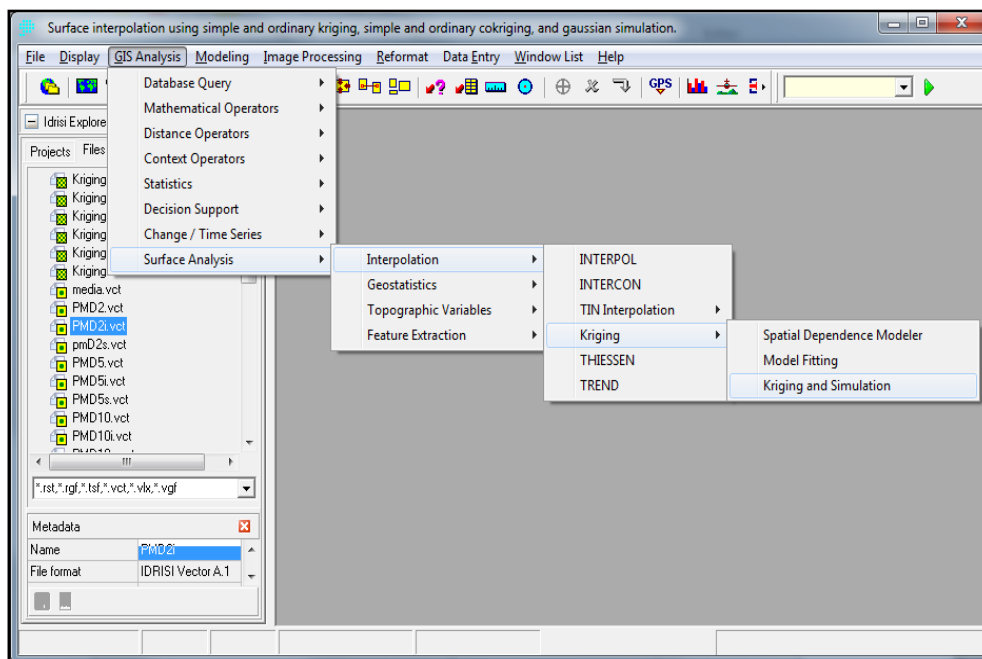 Surface interpolation using simple and ordinary kriging, simple and ordinary cokriging, and gaussian simulation.
File Display GIS Analysis Modeling Image Processing Reformat Data Entry Window List Help
GPS
Idrisi Explore
Projects Files
Kriging
Kriging
Kriging
Kriging
Kriging
Kriging
media.vct
PMD2.vct
PMD2i.vct
pmD2s.vct
PMD5.vct
PMD5i.vct
PMD5s.vct
PMD10.vct
PMD10i.vct
*.rst,*.rgf,*.tsf,*.vct,*.vlx,*.vgf
Metadata
Name PMD2i
File format IDRISI Vector A.1
Database Query
Mathematical Operators
Distance Operators
Context Operators
Statistics
Decision Support
Change / Time Series
Surface Analysis
Interpolation
Geostatistics
Topographic Variables
Feature Extraction
INTERPOL
INTERCON
TIN Interpolation
Kriging
THIESSEN
TREND
Spatial Dependence Modeler
Model Fitting
Kriging and Simulation